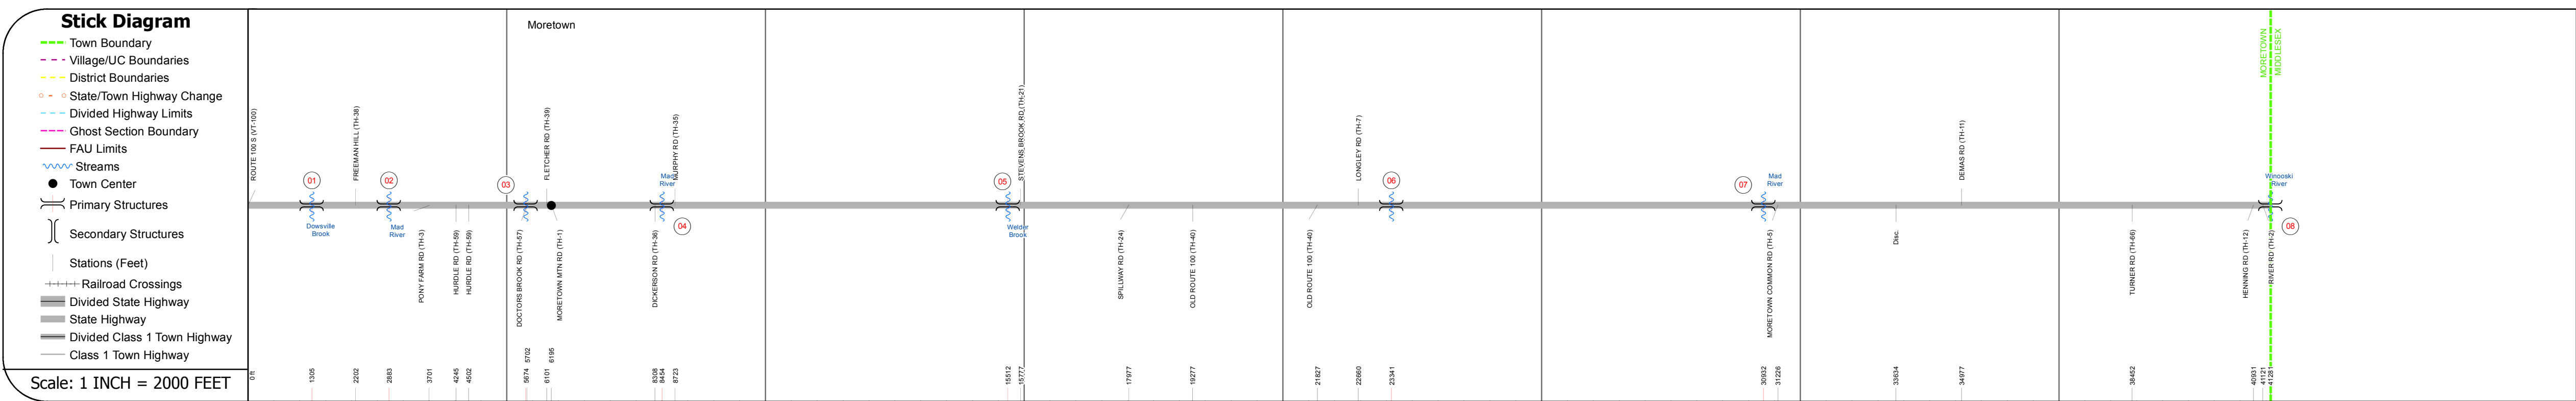 Stick Diagram
Town Boundary
Village/UC Boundaries
District Boundaries
State/Town Highway Change
Divided Highway Limits
Ghost Section Boundary
FAU Limits
Streams
Town Center
Primary Structures
Secondary Structures
Stations (Feet)
Railroad Crossings
Divided State Highway
State Highway
Divided Class 1 Town Highway
Class 1 Town Highway
Scale: 1 INCH = 2000 FEET
Moretown
MORETOWN
MIDDLESEX
ROUTE 100 S (VT-100)
FREEMAN HILL (TH-38)
FLETCHER RD (TH-39)
MURPHY RD (TH-35)
STEVENS BROOK RD (TH-21)
LONGLEY RD (TH-7)
DEMAS RD (TH-11)
01
02
03
Mad
River
05
06
07
Mad
River
Winooski
River
Dowsville
Brook
Mad
River
04
Welder
Brook
08
PONY FARM RD (TH-3)
HURDLE RD (TH-59)
HURDLE RD (TH-59)
DOCTORS BROOK RD (TH-57)
MORETOWN MTN RD (TH-1)
DICKERSON RD (TH-36)
SPILLWAY RD (TH-24)
OLD ROUTE 100 (TH-40)
OLD ROUTE 100 (TH-40)
MORETOWN COMMON RD (TH-5)
Disc.
TURNER RD (TH-66)
HENNING RD (TH-12)
RIVER RD (TH-2)
0 ft
1305
2202
2883
3701
4245
4502
5674
5702
6101
6195
8308
8454
8723
15512
15777
17977
19277
21827
22660
23341
30932
31226
33634
34977
38452
40931
41121
41281